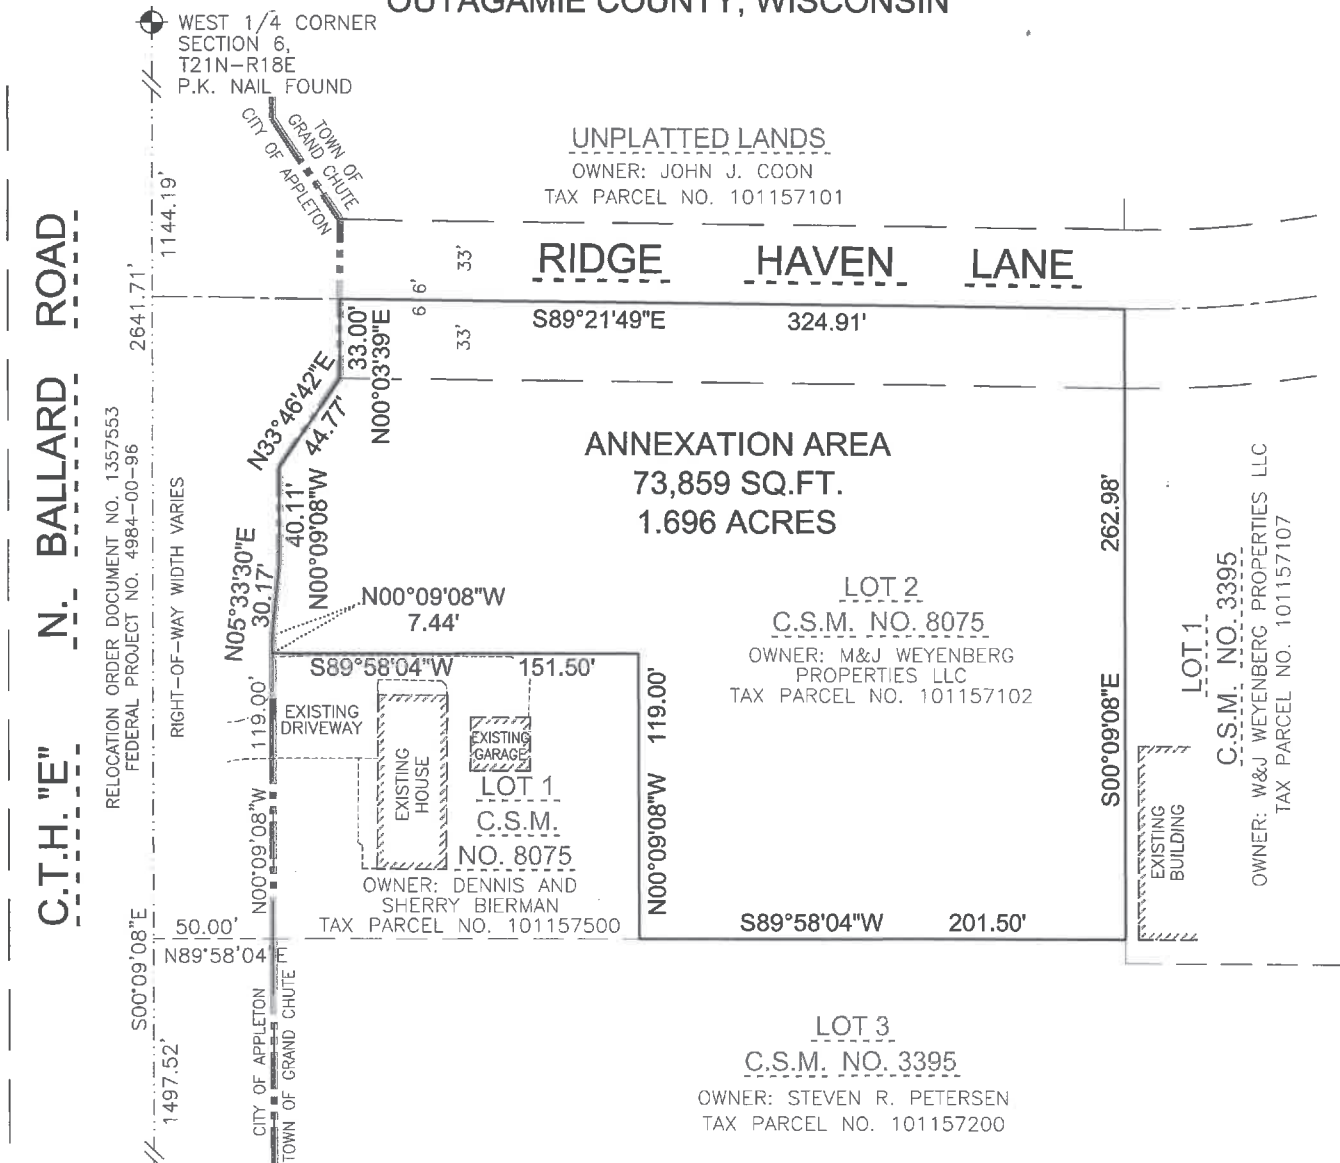 OUTAGAMIE COUNTY, WISCONSIN
WEST 1/4 CORNER
SECTION 6,
T21N-R18E
P.K. NAIL FOUND
TOWN OF
GRAND CHUTE
CITY OF APPLETON
UNPLATTED LANDS
OWNER: JOHN J. COON
TAX PARCEL NO. 101157101
1144.19'
2641.71'
C.T.H. "E" N. BALLARD ROAD
RELOCATION ORDER DOCUMENT NO. 1357553
FEDERAL PROJECT NO. 4984-00-96
RIGHT-OF-WAY WIDTH VARIES
33'
RIDGE HAVEN LANE
6'
6
33'
S89°21'49"E 324.91'
33.00'
N00°03'39"E
N33°46'42"E
44.77'
40.11'
N00°09'08"W
N05°33'30"E
30.17'
ANNEXATION AREA
73,859 SQ.FT.
1.696 ACRES
N00°09'08"W
7.44'
262.98'
S00°09'08"E
LOT 2
C.S.M. NO. 8075
OWNER: M&J WEYENBERG
PROPERTIES LLC
TAX PARCEL NO. 101157102
LOT 1
C.S.M. NO. 3395
OWNER: W&J WEYENBERG PROPERTIES LLC
TAX PARCEL NO. 101157107
S89°58'04"W 151.50'
119.00'
N00°09'08"W
EXISTING
DRIVEWAY
EXISTING
HOUSE
EXISTING
GARAGE
LOT 1
C.S.M.
NO. 8075
OWNER: DENNIS AND
SHERRY BIERMAN
TAX PARCEL NO. 101157500
119.00'
N00°09'08"W
EXISTING
BUILDING
S89°58'04"W 201.50'
50.00'
N89°58'04"E
S00°09'08"E
1497.52'
CITY OF APPLETON
TOWN OF GRAND CHUTE
LOT 3
C.S.M. NO. 3395
OWNER: STEVEN R. PETERSEN
TAX PARCEL NO. 101157200